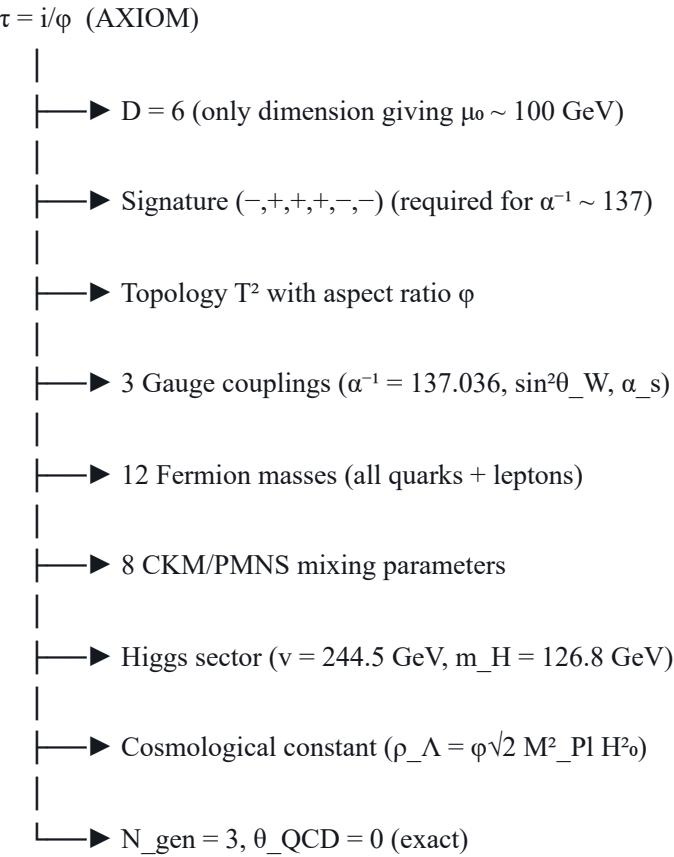 τ = i/φ (AXIOM)
D = 6 (only dimension giving μ₀ ~ 100 GeV)
Signature (−,+,+,+,−,−) (required for α⁻¹ ~ 137)
Topology T² with aspect ratio φ
3 Gauge couplings (α⁻¹ = 137.036, sin²θ_W, α_s)
12 Fermion masses (all quarks + leptons)
8 CKM/PMNS mixing parameters
Higgs sector (v = 244.5 GeV, m_H = 126.8 GeV)
Cosmological constant (ρ_Λ = φ√2 M²_Pl H²₀)
N_gen = 3, θ_QCD = 0 (exact)